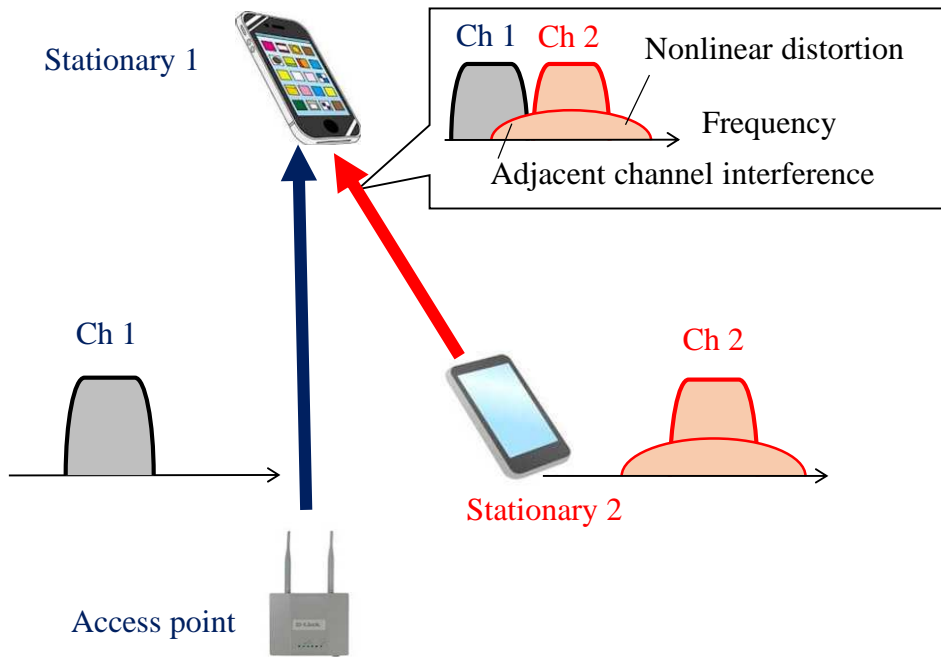 Stationary 1
Ch 1 Ch 2
Nonlinear distortion
Frequency
Adjacent channel interference
Ch 1
Ch 2
Stationary 2
D-Link
Access point